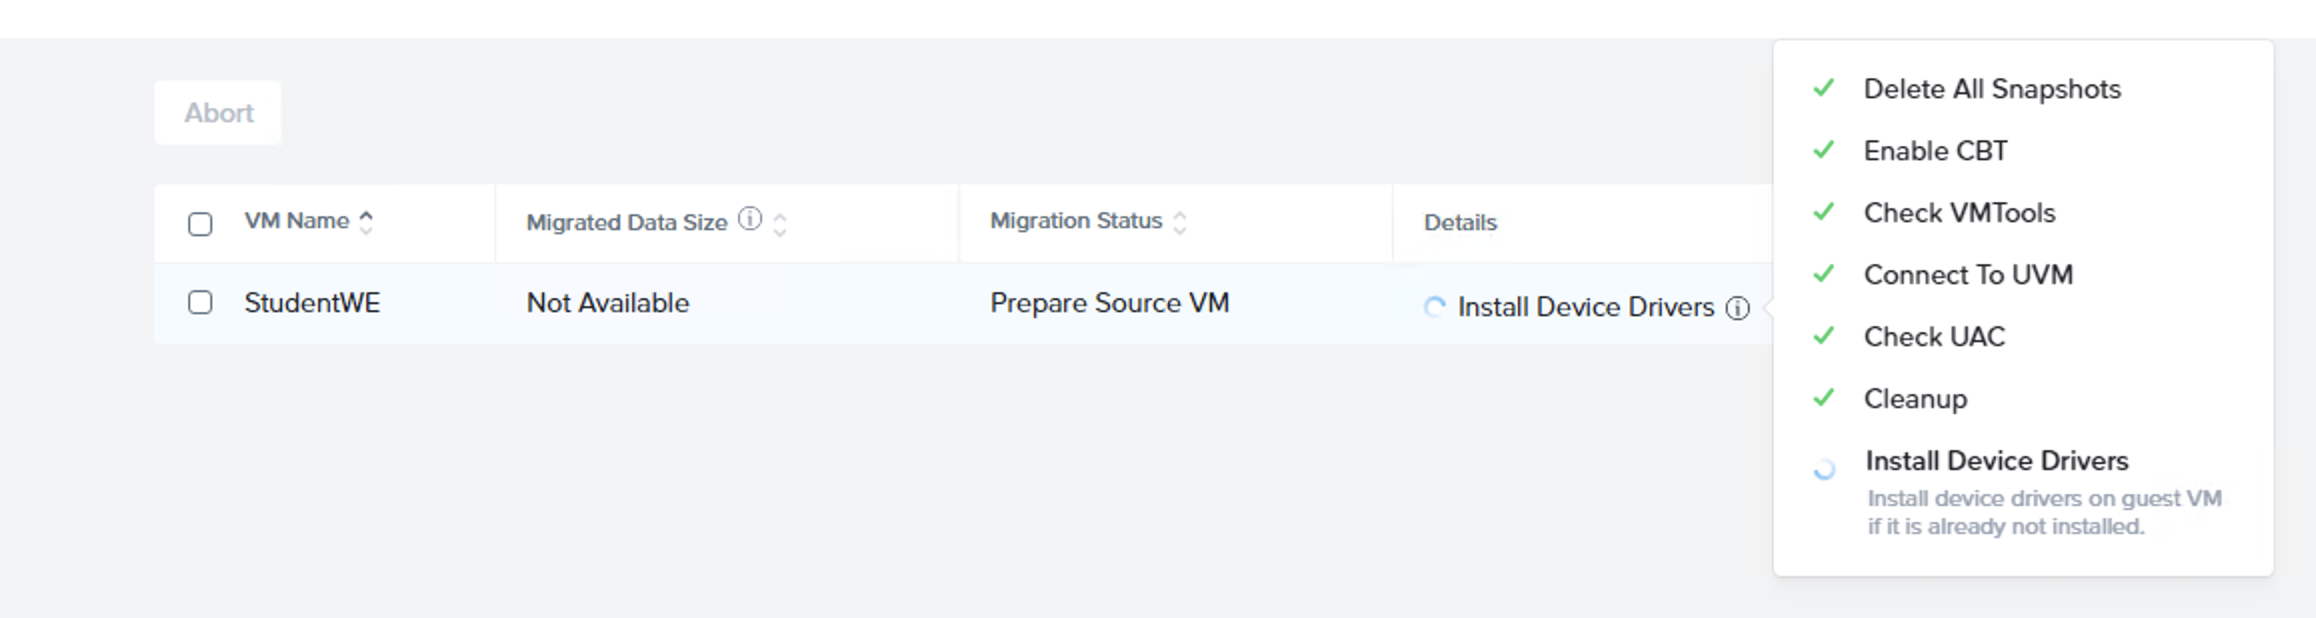 Abort
VM Name
Migrated Data Size
Migration Status
Details
StudentWE
Not Available
Prepare Source VM
Install Device Drivers
Delete All Snapshots
Enable CBT
Check VMTools
Connect To UVM
Check UAC
Cleanup
Install Device Drivers
Install device drivers on guest VM
if it is already not installed.